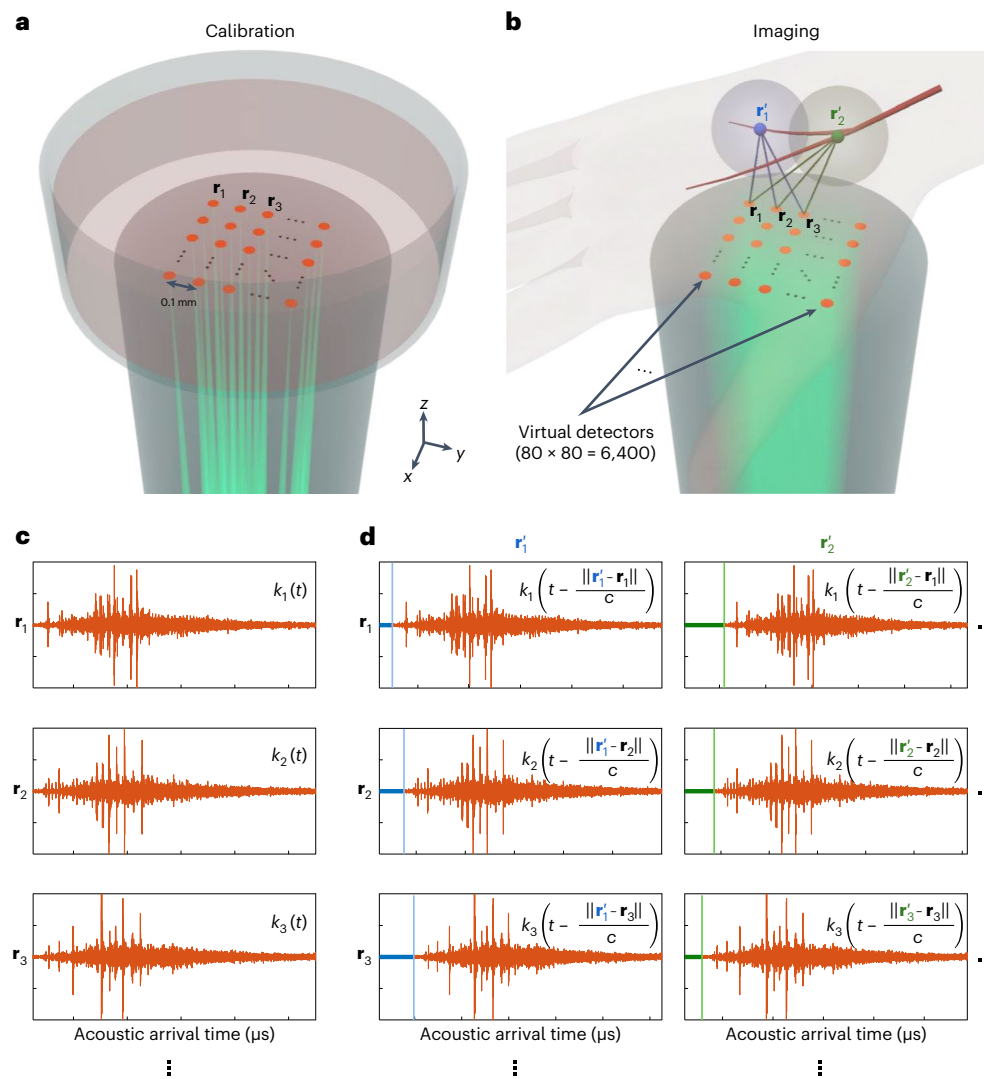 a
Calibration
r1 r2 r3
0.1 mm
z
y
x
b
Imaging
r′1 r′2
r1 r2 r3
Virtual detectors
(80 × 80 = 6,400)
c
r1
k1(t)
r2
k2(t)
r3
k3(t)
Acoustic arrival time (μs)
d
r′1
k1(t - ||r′1 - r1|| / c)
r1
k2(t - ||r′1 - r2|| / c)
r2
k3(t - ||r′1 - r3|| / c)
r3
Acoustic arrival time (μs)
r′2
k1(t - ||r′2 - r1|| / c)
k2(t - ||r′2 - r2|| / c)
k3(t - ||r′3 - r3|| / c)
Acoustic arrival time (μs)